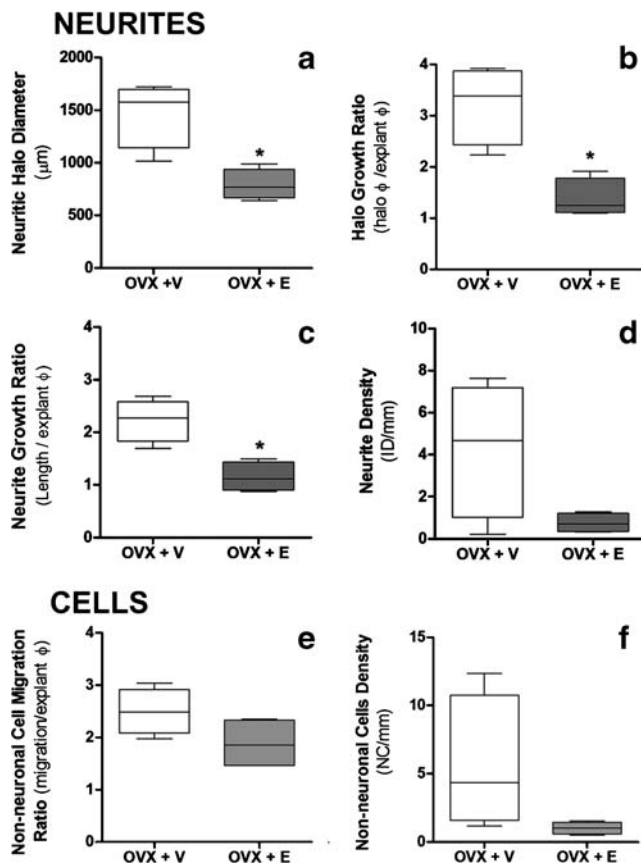 NEURITES
a
Neuritic Halo Diameter
(μm)
2000
1500
1000
500
0
*
OVX +V
OVX + E
b
Halo Growth Ratio
(halo ϕ /explant ϕ)
4
3
2
1
0
*
OVX + V
OVX + E
c
Neurite Growth Ratio
(Length / explant ϕ)
4
3
2
1
0
*
OVX + V
OVX + E
d
Neurite Density
(ID/mm)
10
8
6
4
2
0
OVX + V
OVX + E
CELLS
e
Non-neuronal Cell Migration
Ratio (migration/explant ϕ)
4
3
2
1
0
OVX + V
OVX + E
f
Non-neuronal Cells Density
(NC/mm)
15
10
5
0
OVX + V
OVX + E